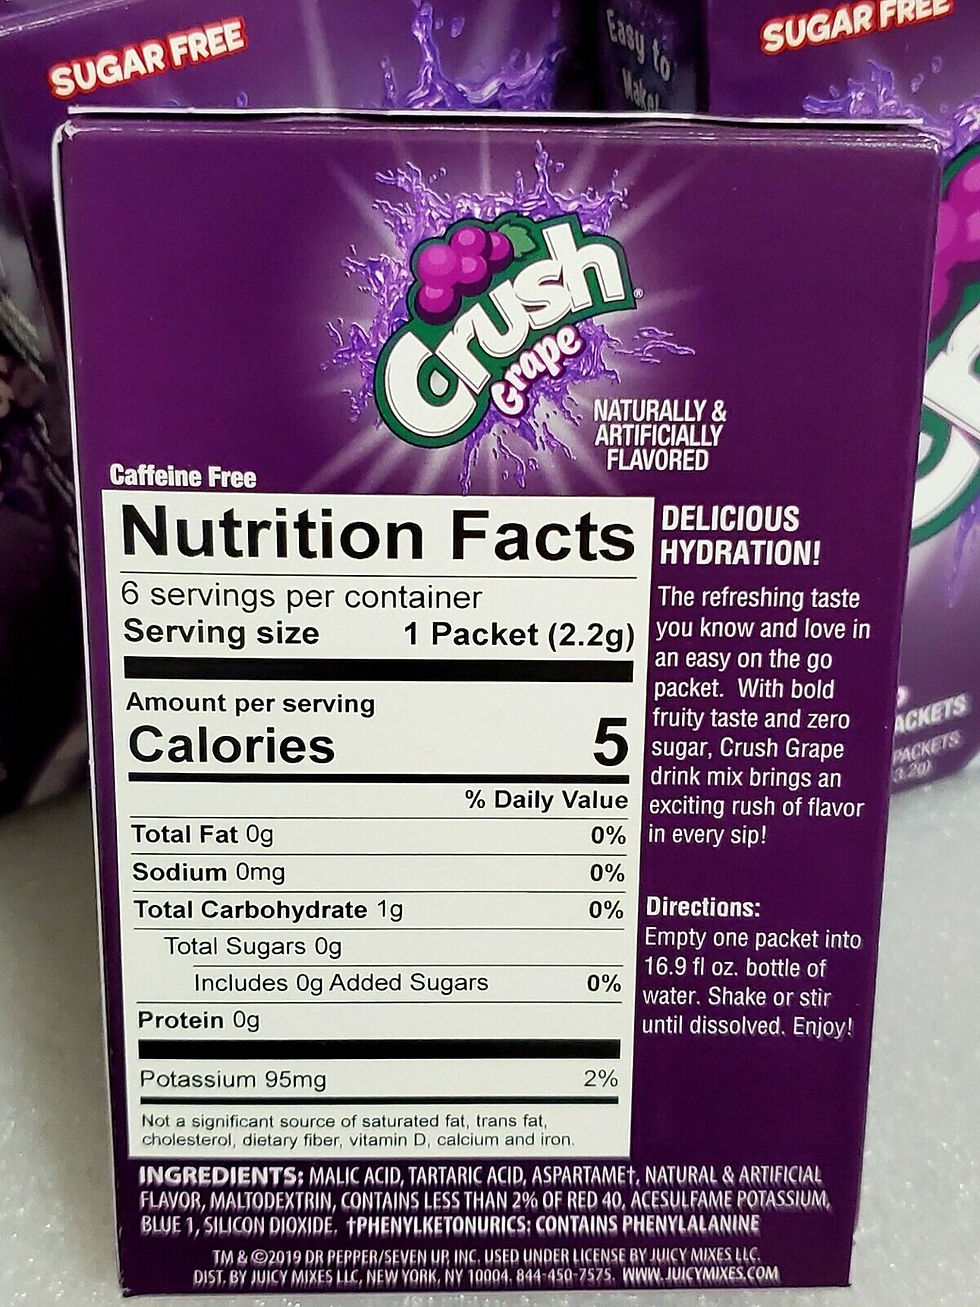 SUGAR FREE
Easy to
Make!
SUGAR FREE
Crush®
Grape
NATURALLY &
ARTIFICIALLY
FLAVORED
Caffeine Free
Nutrition Facts
6 servings per container
Serving size 1 Packet (2.2g)
Amount per serving
Calories 5
% Daily Value
Total Fat 0g 0%
Sodium 0mg 0%
Total Carbohydrate 1g 0%
Total Sugars 0g
Includes 0g Added Sugars 0%
Protein 0g
Potassium 95mg 2%
Not a significant source of saturated fat, trans fat,
cholesterol, dietary fiber, vitamin D, calcium and iron.
DELICIOUS
HYDRATION!
The refreshing taste
you know and love in
an easy on the go
packet. With bold
fruity taste and zero
sugar, Crush Grape
drink mix brings an
exciting rush of flavor
in every sip!
Directions:
Empty one packet into
16.9 fl oz. bottle of
water. Shake or stir
until dissolved. Enjoy!
INGREDIENTS: MALIC ACID, TARTARIC ACID, ASPARTAME†, NATURAL & ARTIFICIAL
FLAVOR, MALTODEXTRIN, CONTAINS LESS THAN 2% OF RED 40, ACESULFAME POTASSIUM,
BLUE 1, SILICON DIOXIDE. †PHENYLKETONURICS: CONTAINS PHENYLALANINE
TM & ©2019 DR PEPPER/SEVEN UP, INC. USED UNDER LICENSE BY JUICY MIXES LLC.
DIST. BY JUICY MIXES LLC, NEW YORK, NY 10004. 844-450-7575. WWW.JUICYMIXES.COM
ACKETS
PACKETS
3.2g)